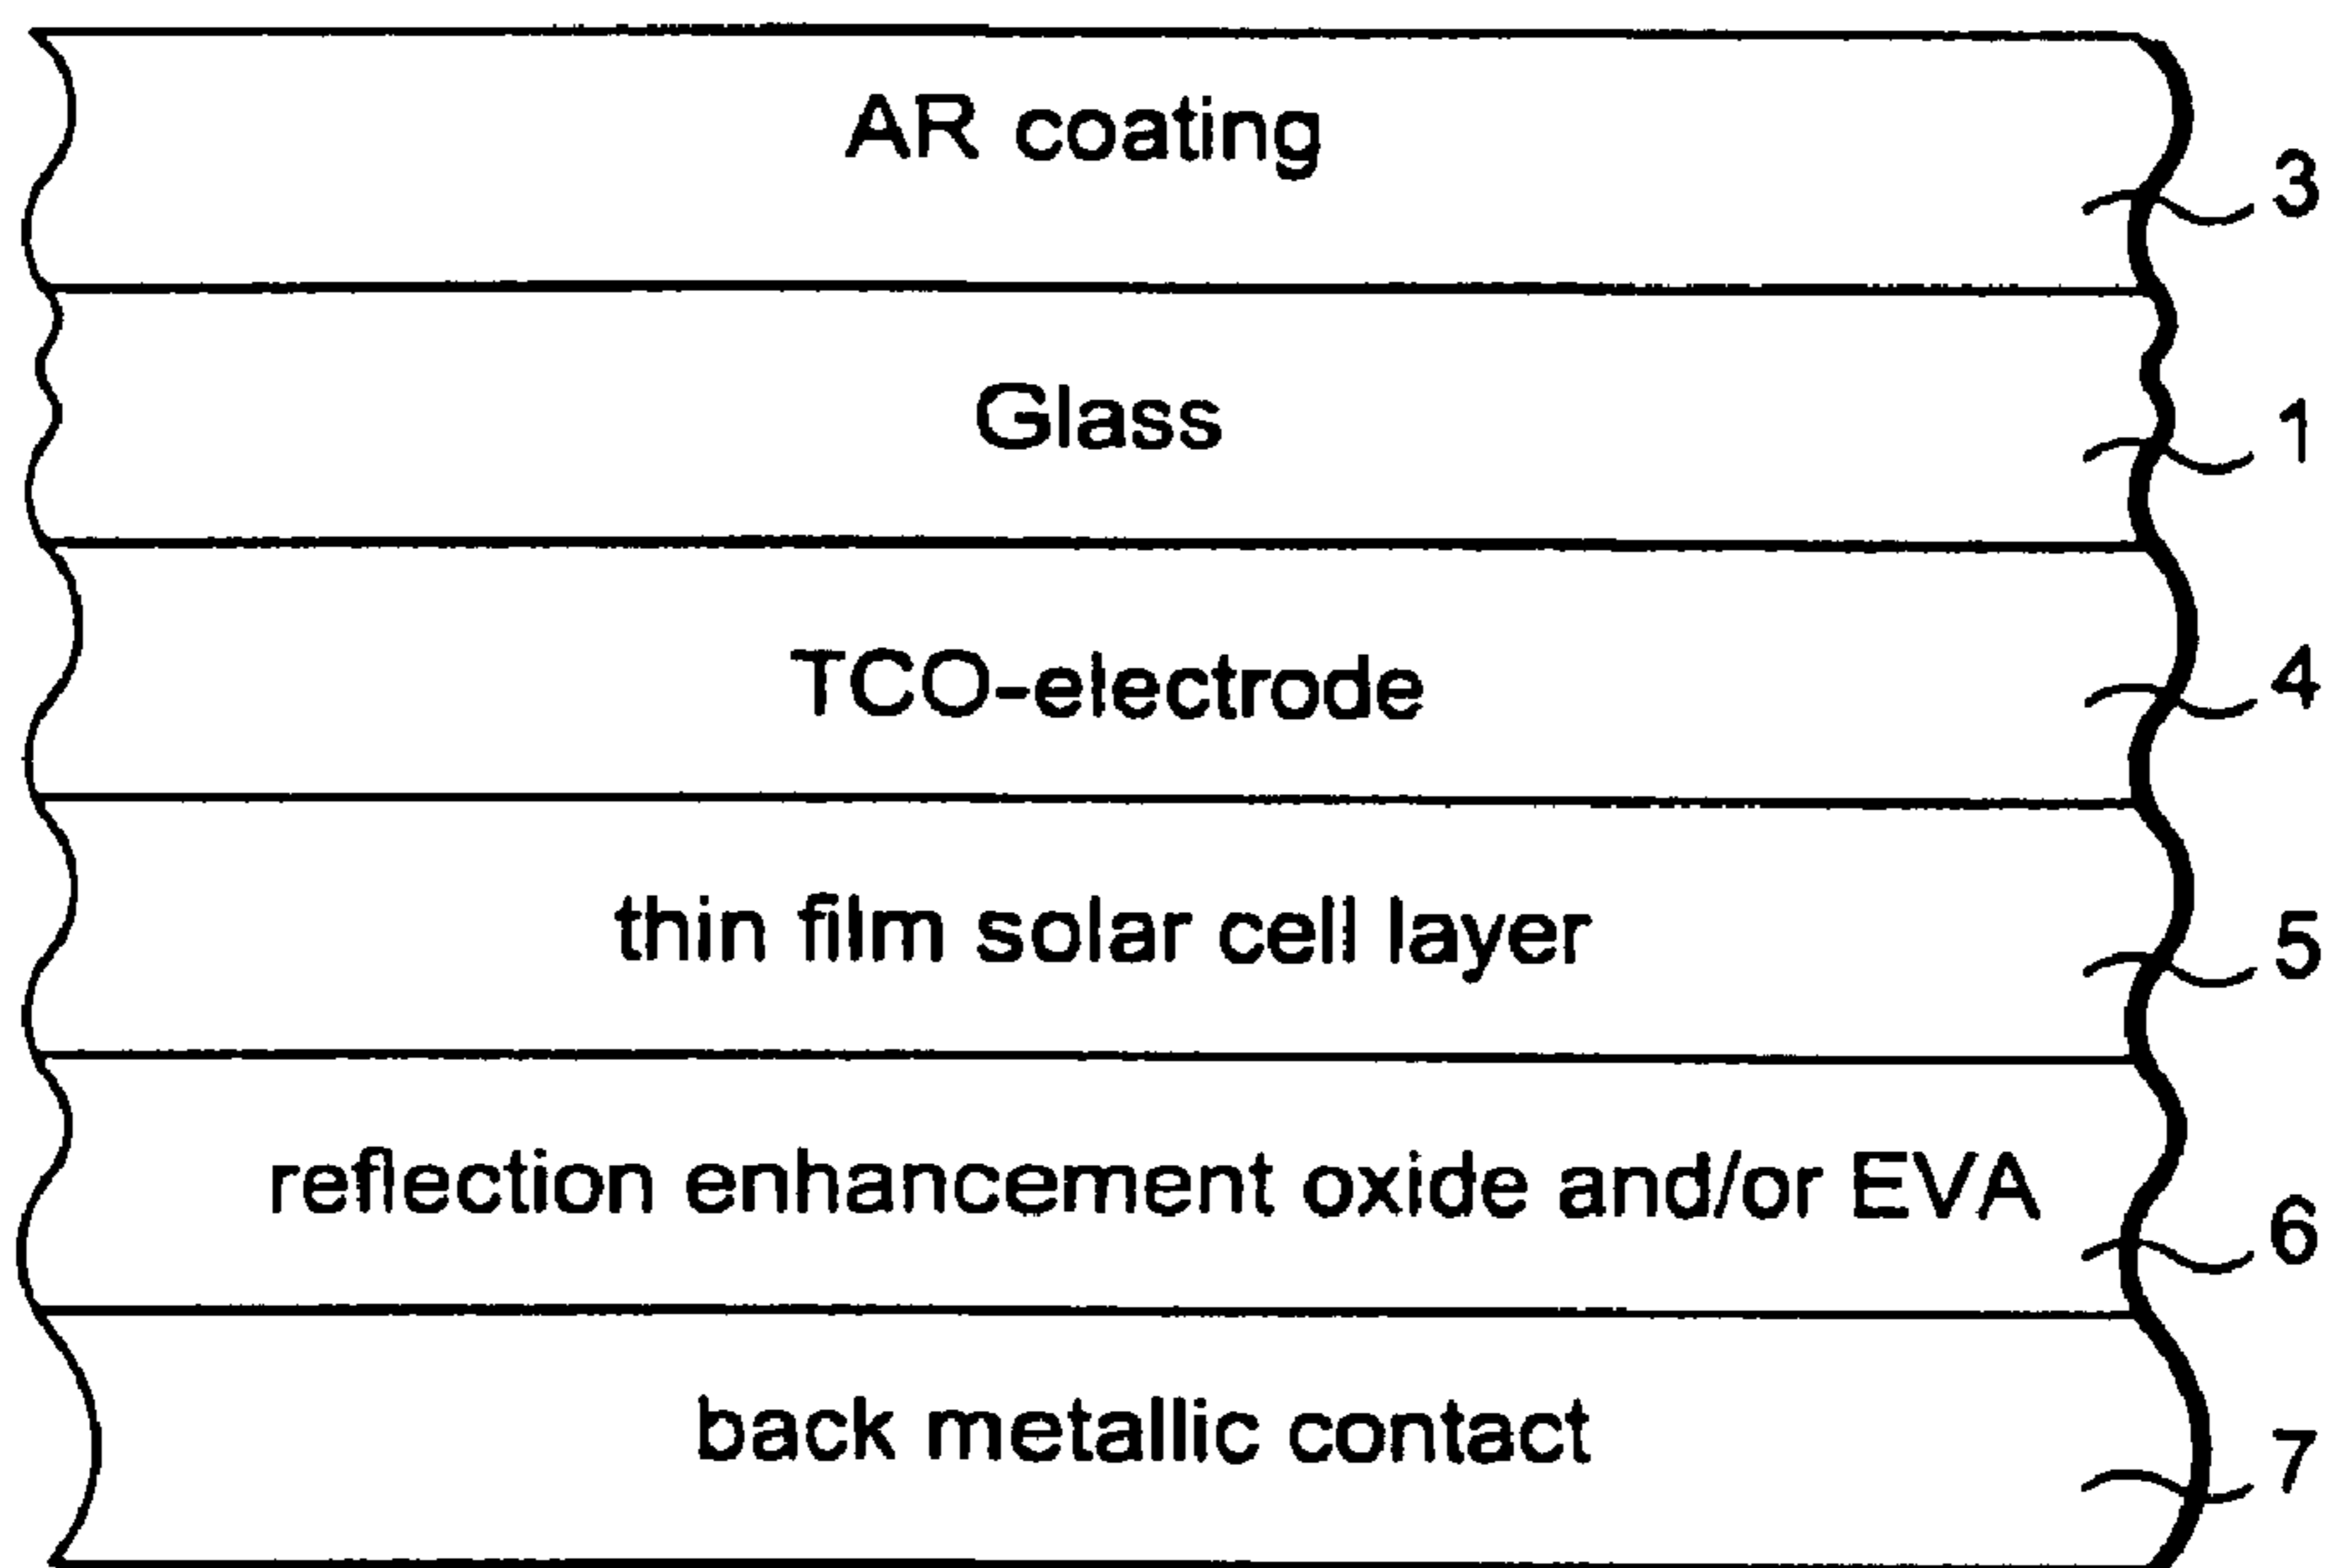 AR coating
3
Glass
1
TCO-electrode
4
thin film solar cell layer
5
reflection enhancement oxide and/or EVA
6
back metallic contact
7